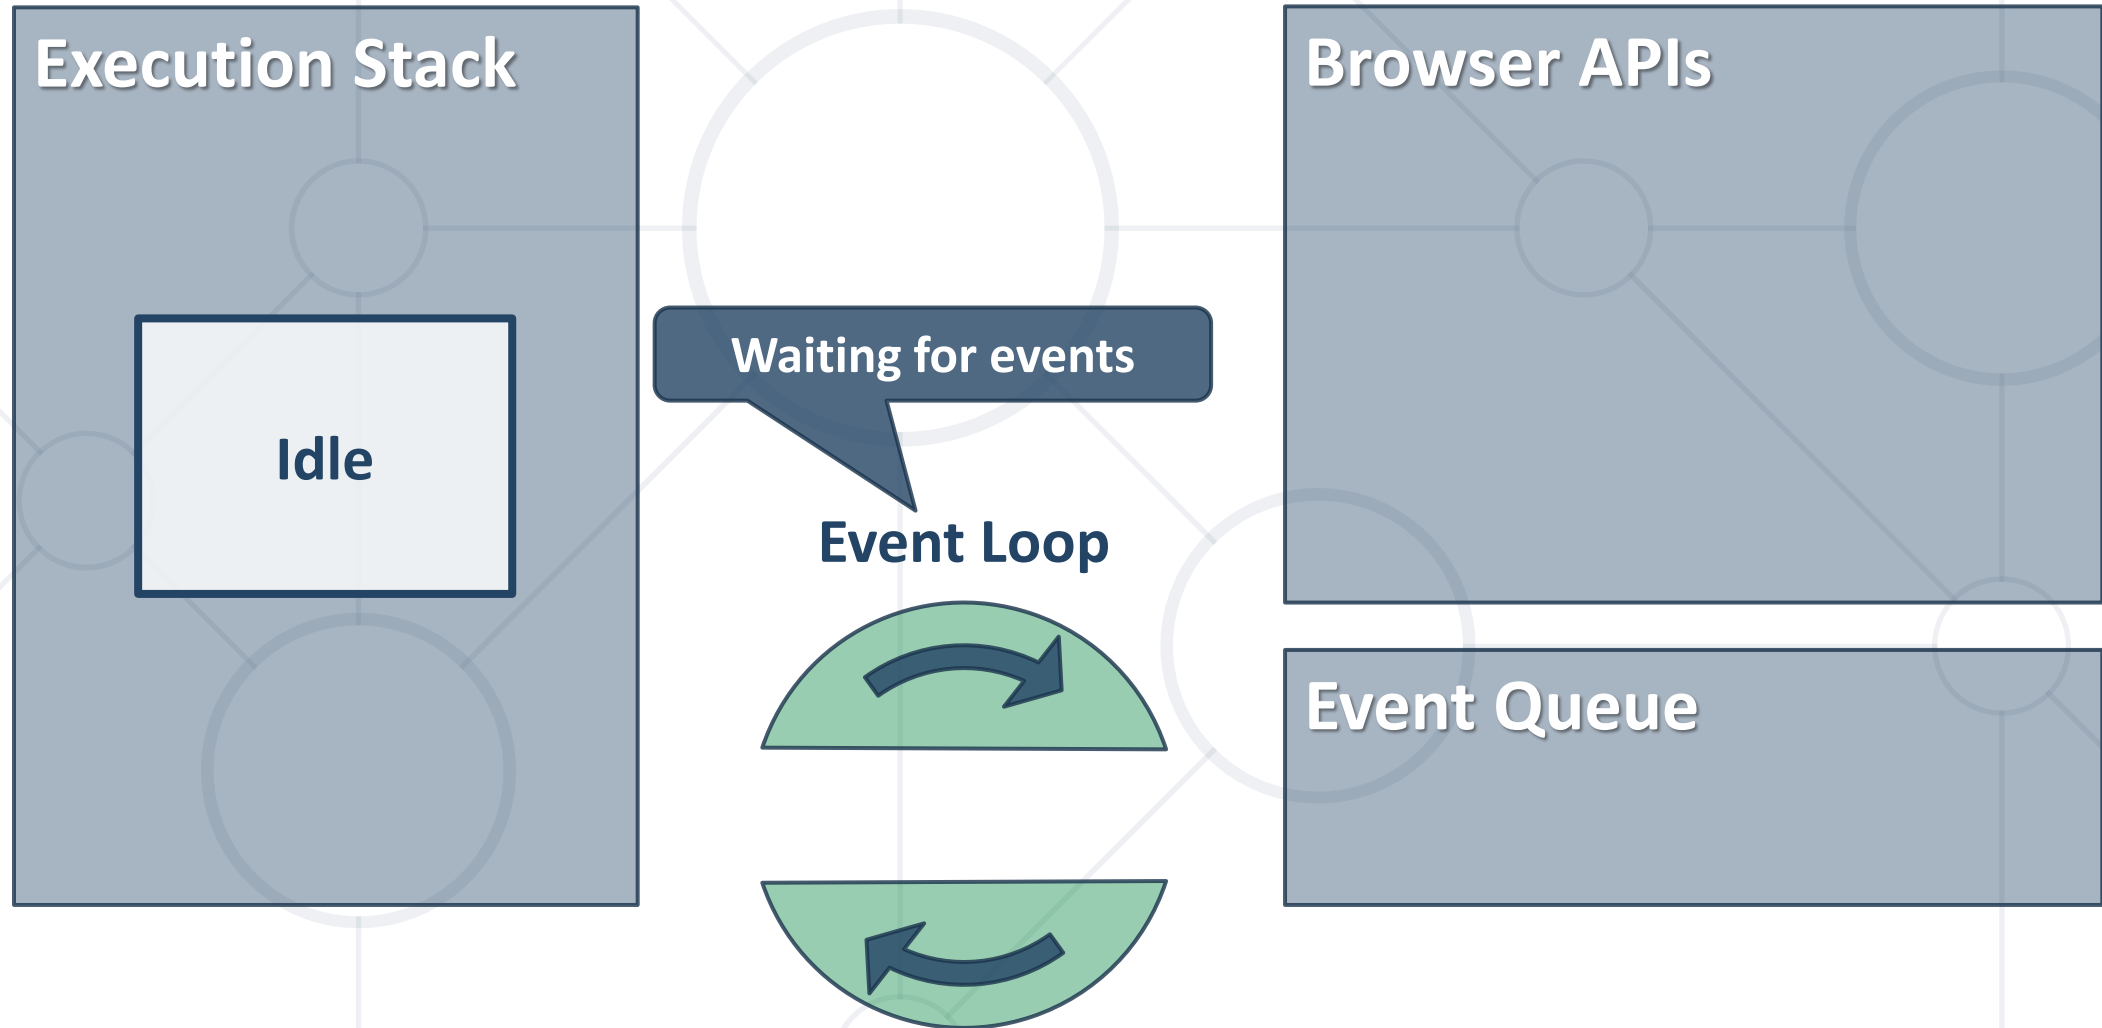 Execution Stack
Browser APIs
Waiting for events
Idle
Event Loop
Event Queue